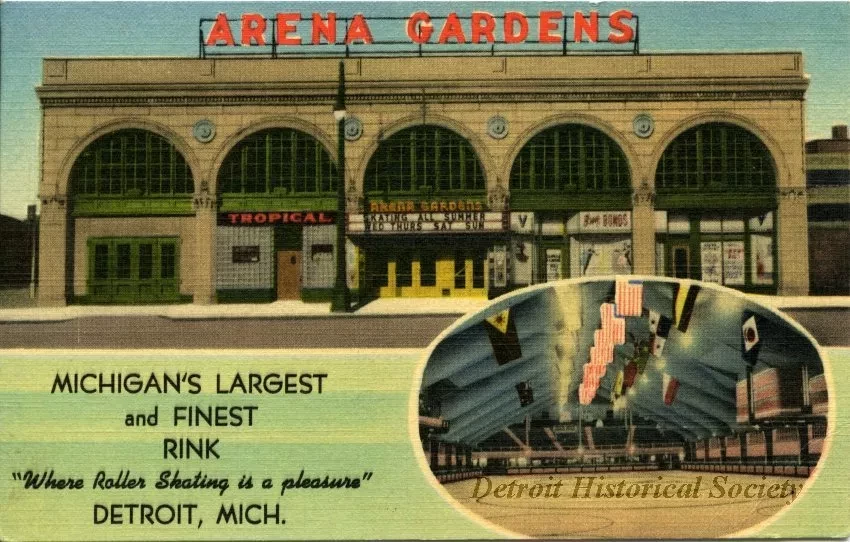 ARENA GARDENS
TROPICAL
ARENA GARDENS
SKATING ALL SUMMER
WED THURS SAT SUN
V
BONDS
V
MICHIGAN'S LARGEST
and FINEST
RINK
"Where Roller Skating is a pleasure"
DETROIT, MICH.
Detroit Historical Society